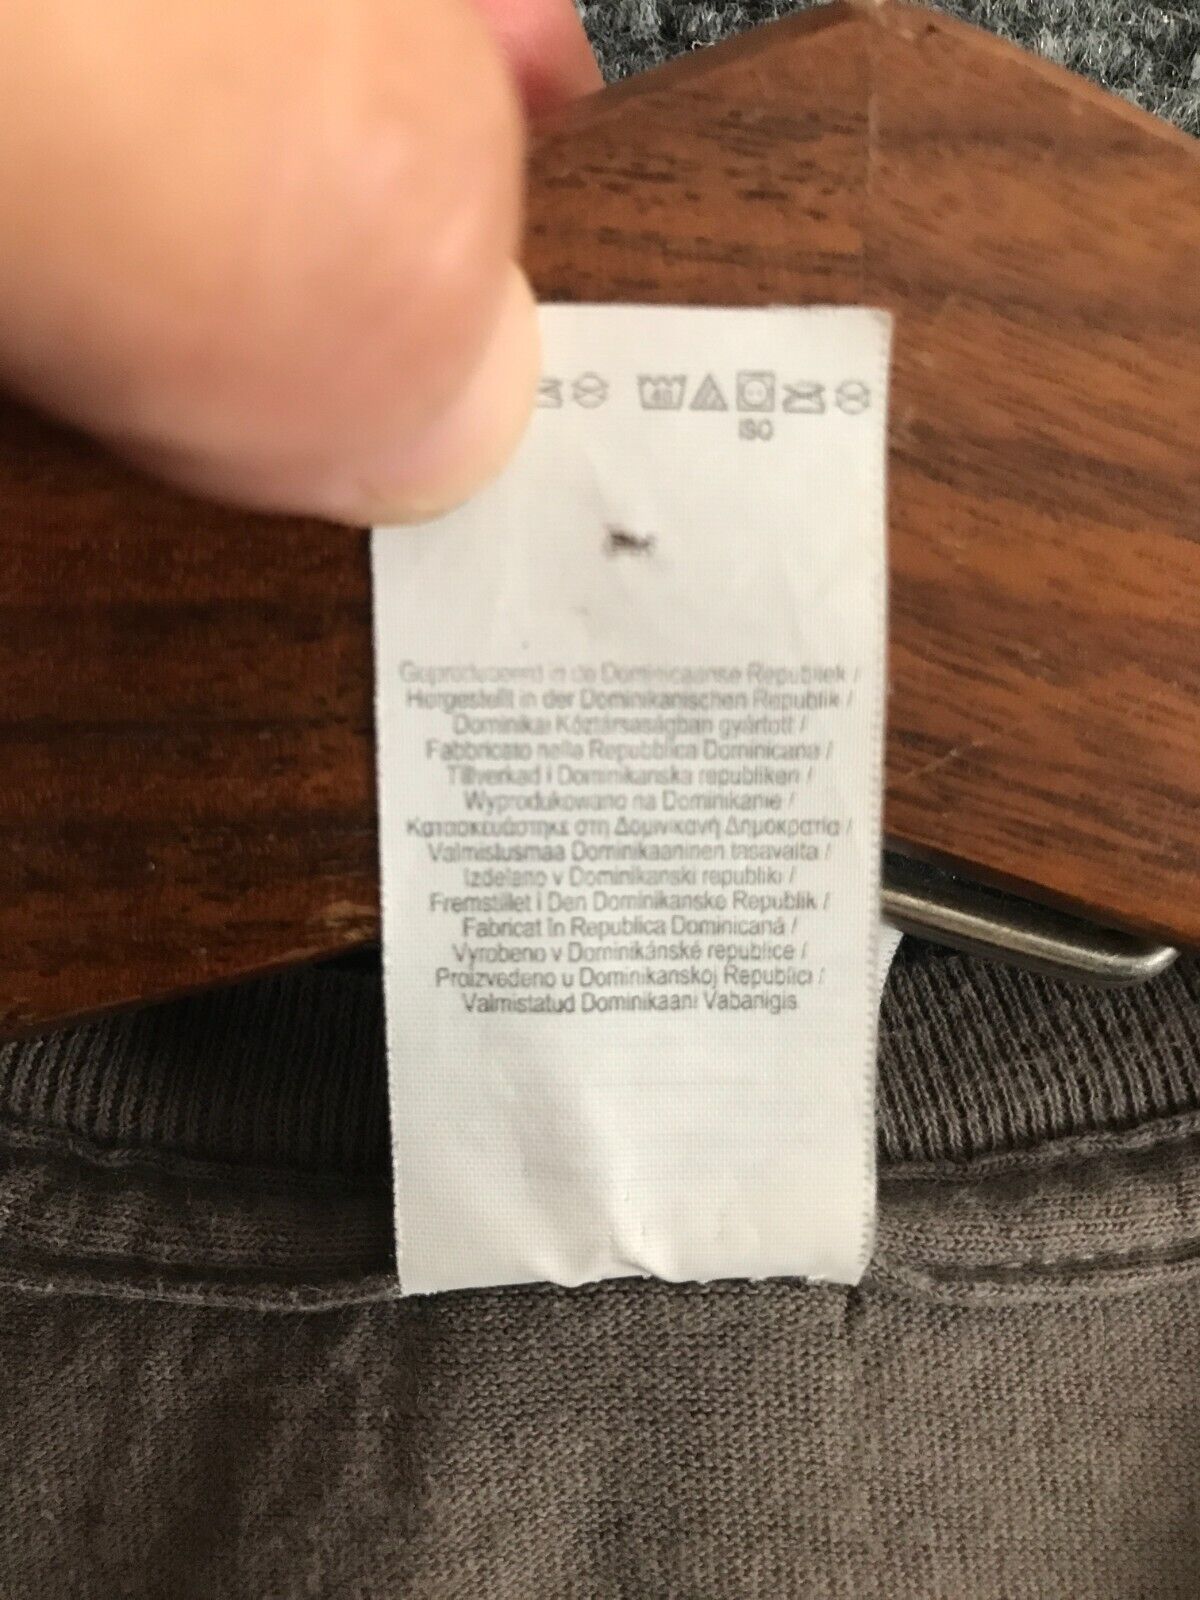 40
ISO
Geproduceerd in de Dominicaanse Republiek /
Hergestellt in der Dominikanischen Republik /
Dominikai Köztársaságban gyártott /
Fabbricato nella Repubblica Dominicana /
Tillverkad i Dominikanska republiken /
Wyprodukowano na Dominikanie /
Κατασκευάστηκε στη Δομινικανή Δημοκρατία /
Valmistusmaa Dominikaaninen tasavalta /
Izdelano v Dominikanski republiki /
Fremstillet i Den Dominikanske Republik /
Fabricat în Republica Dominicană /
Vyrobeno v Dominikánské republice /
Proizvedeno u Dominikanskoj Republici /
Valmistatud Dominikaani Vabariigis